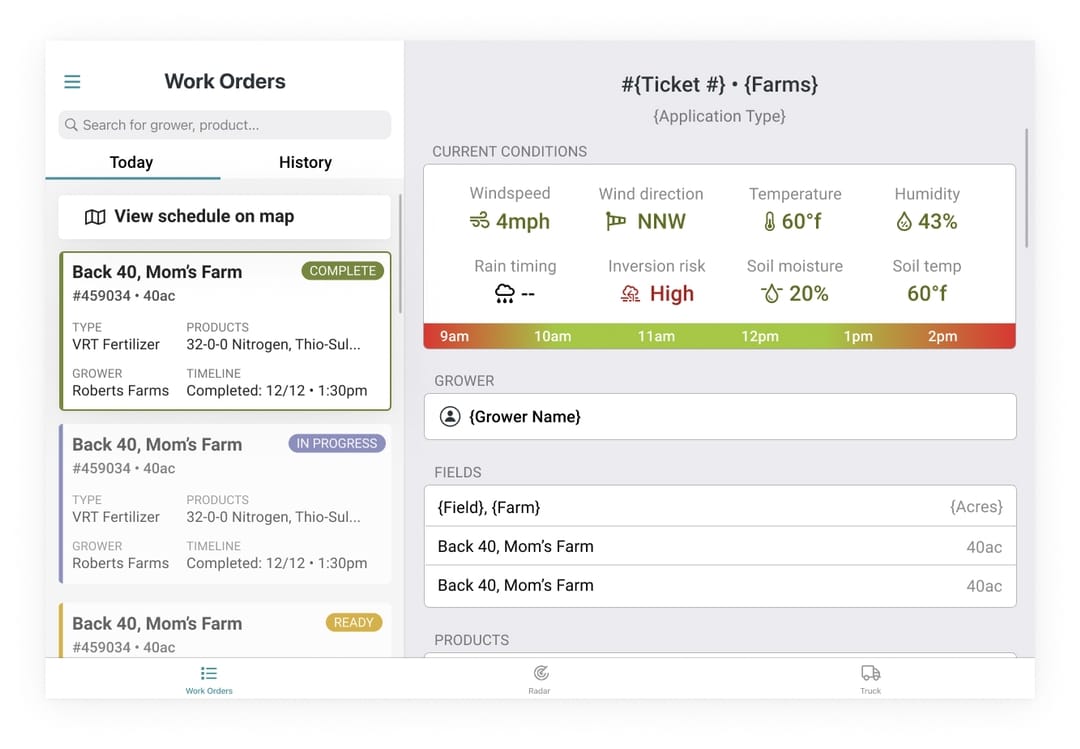 Work Orders
Search for grower, product...
Today History
View schedule on map
Back 40, Mom’s Farm COMPLETE
#459034 • 40ac
TYPE PRODUCTS
VRT Fertilizer 32-0-0 Nitrogen, Thio-Sul...
GROWER TIMELINE
Roberts Farms Completed: 12/12 • 1:30pm
Back 40, Mom’s Farm IN PROGRESS
#459034 • 40ac
TYPE PRODUCTS
VRT Fertilizer 32-0-0 Nitrogen, Thio-Sul...
GROWER TIMELINE
Roberts Farms Completed: 12/12 • 1:30pm
Back 40, Mom’s Farm READY
#459034 • 40ac
#{Ticket #} • {Farms}
{Application Type}
CURRENT CONDITIONS
Windspeed Wind direction Temperature Humidity
4mph NNW 60°f 43%
Rain timing Inversion risk Soil moisture Soil temp
-- High 20% 60°f
9am 10am 11am 12pm 1pm 2pm
GROWER
{Grower Name}
FIELDS
{Field}, {Farm} {Acres}
Back 40, Mom’s Farm 40ac
Back 40, Mom’s Farm 40ac
PRODUCTS
Work Orders Radar Truck